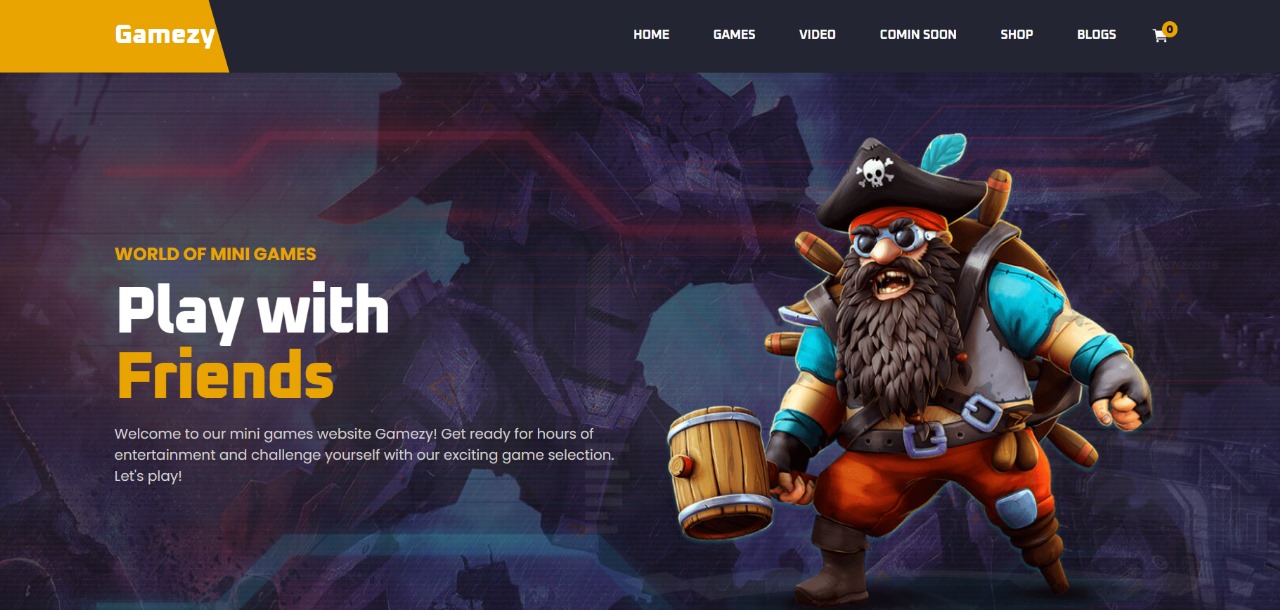 Gamezy
HOME GAMES VIDEO COMIN SOON SHOP BLOGS 0
WORLD OF MINI GAMES
Play with
Friends
Welcome to our mini games website Gamezy! Get ready for hours of
entertainment and challenge yourself with our exciting game selection.
Let's play!